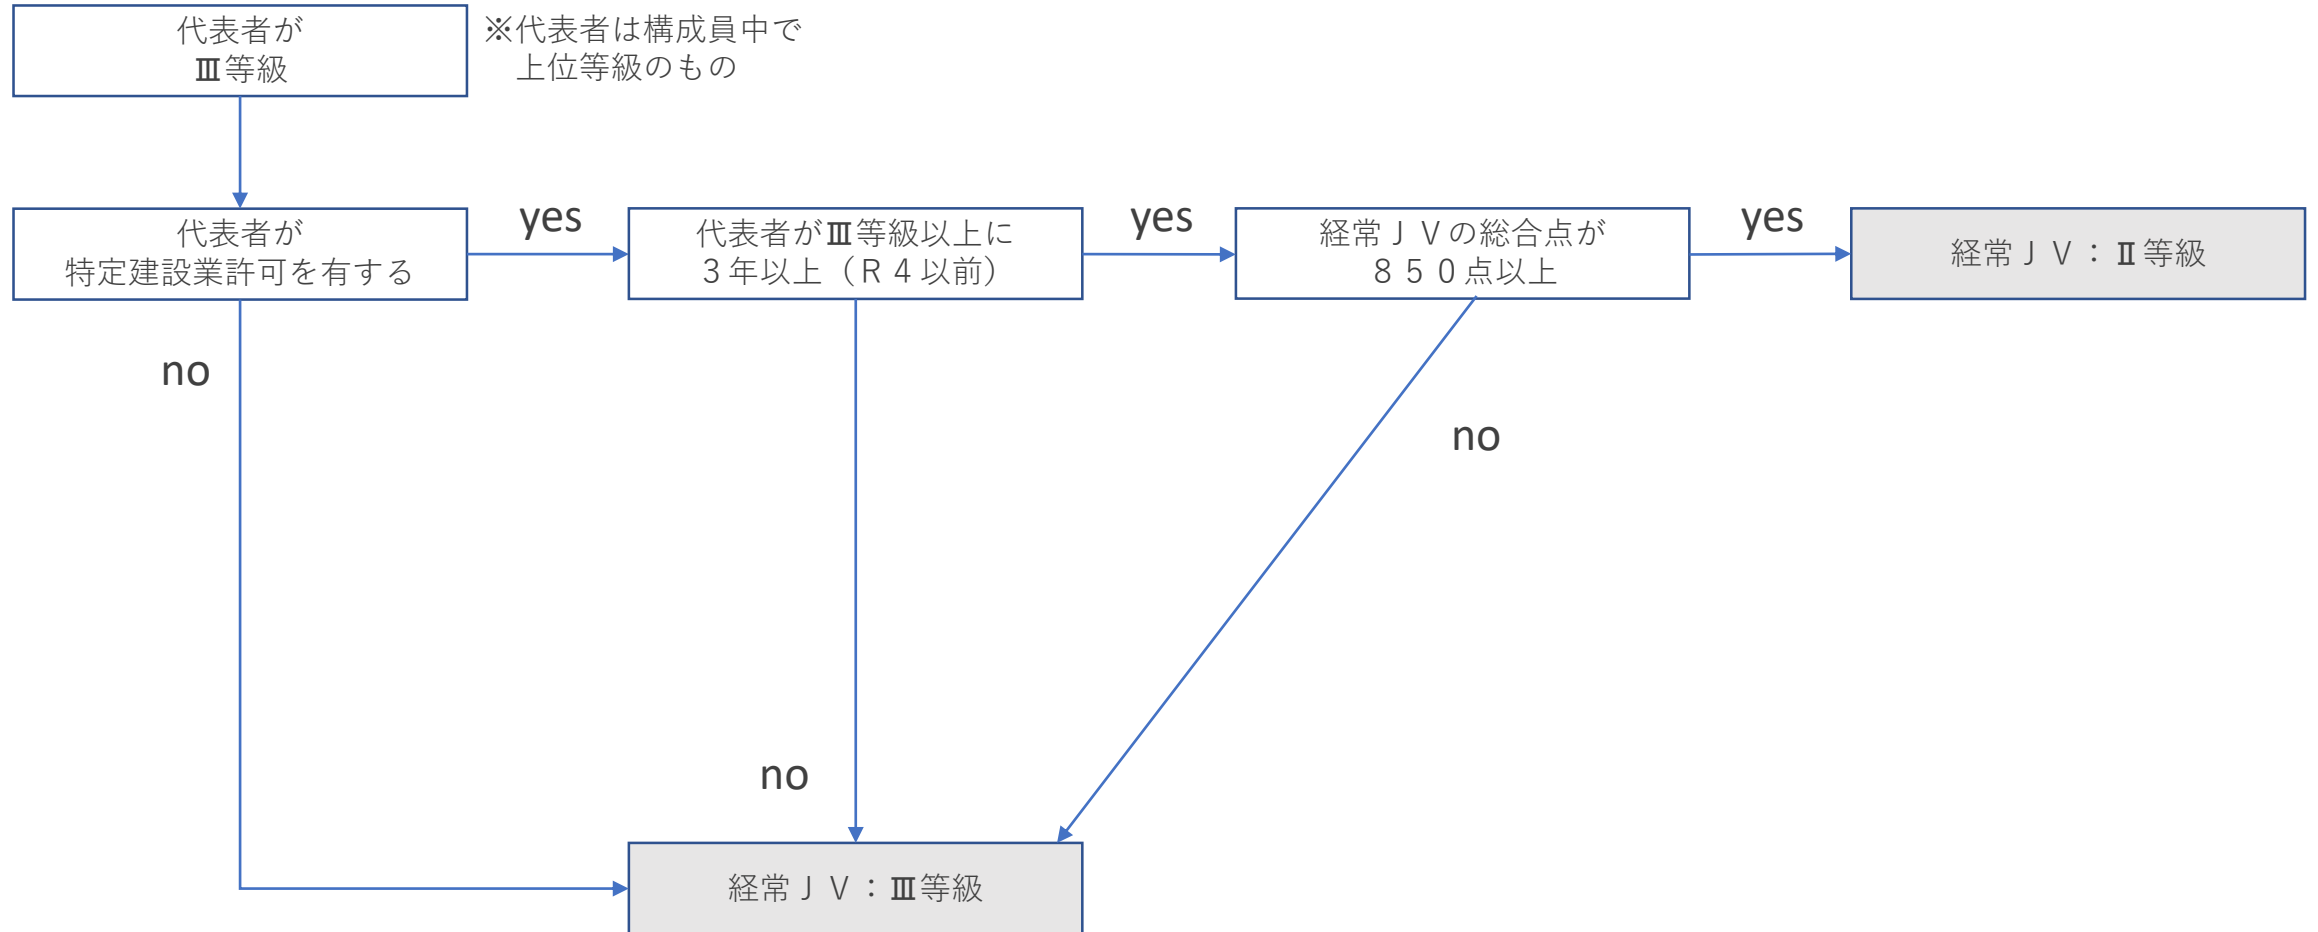 代表者が
Ⅲ等級
※代表者は構成員中で
上位等級のもの
代表者が
特定建設業許可を有する
yes
代表者がⅢ等級以上に
３年以上（Ｒ４以前）
yes
経常ＪＶの総合点が
８５０点以上
yes
経常ＪＶ：Ⅱ等級
no
no
no
経常ＪＶ：Ⅲ等級